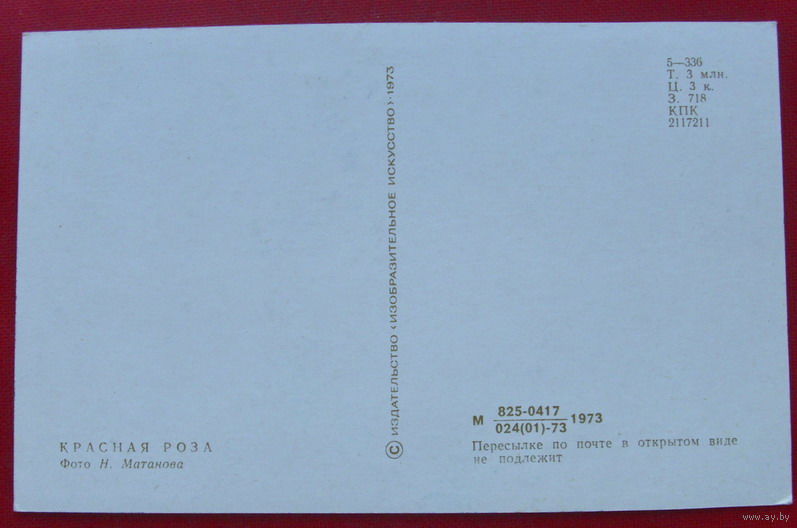 5—336
Т. 3 млн.
Ц. 3 к.
З. 718
КПК
2117211
© ИЗДАТЕЛЬСТВО «ИЗОБРАЗИТЕЛЬНОЕ ИСКУССТВО» 1973
КРАСНАЯ РОЗА
Фото Н. Матанова
825-0417
М 024(01)-73 1973
Пересылке по почте в открытом виде
не подлежит
www.ay.by